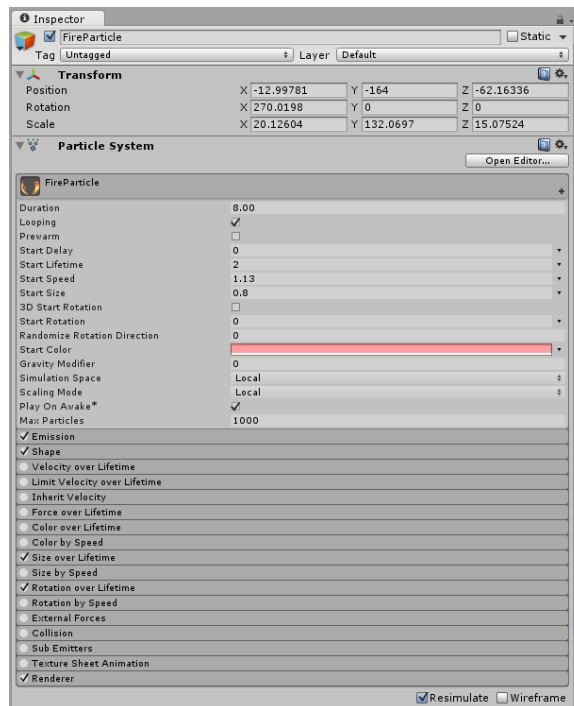 Inspector
FireParticle Static
Tag Untagged Layer Default
Transform
Position X -12.99781 Y -164 Z -62.16336
Rotation X 270.0198 Y 0 Z 0
Scale X 20.12604 Y 132.0697 Z 15.07524
Particle System
Open Editor...
FireParticle
Duration 8.00
Looping
Prewarm
Start Delay 0
Start Lifetime 2
Start Speed 1.13
Start Size 0.8
3D Start Rotation
Start Rotation 0
Randomize Rotation Direction 0
Start Color
Gravity Modifier 0
Simulation Space Local
Scaling Mode Local
Play On Awake*
Max Particles 1000
Emission
Shape
Velocity over Lifetime
Limit Velocity over Lifetime
Inherit Velocity
Force over Lifetime
Color over Lifetime
Color by Speed
Size over Lifetime
Size by Speed
Rotation over Lifetime
Rotation by Speed
External Forces
Collision
Sub Emitters
Texture Sheet Animation
Renderer
Resimulate Wireframe